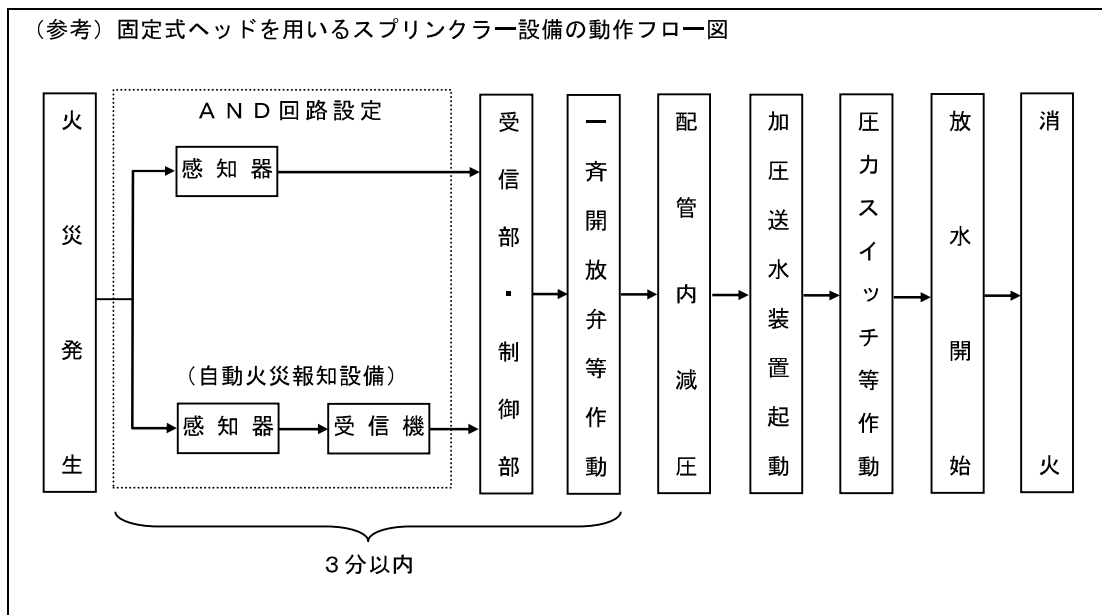 （参考）固定式ヘッドを用いるスプリンクラー設備の動作フロー図
火災発生
ＡＮＤ回路設定
感知器
（自動火災報知設備）
感知器
受信機
受信部・制御部
一斉開放弁等作動
配管内減圧
加圧送水装置起動
圧力スイッチ等作動
放水開始
消火
３分以内